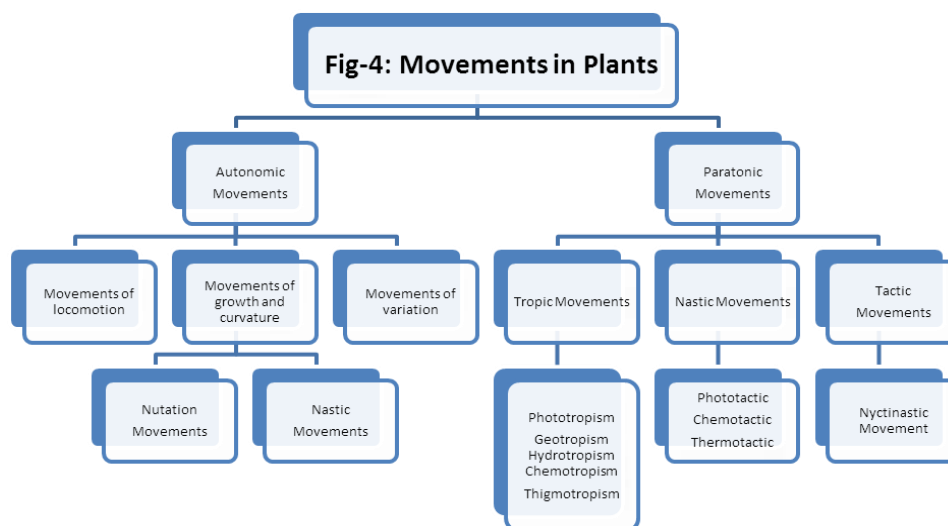 Fig-4: Movements in Plants
Autonomic
Movements
Paratonic
Movements
Movements of
locomotion
Movements of
growth and
curvature
Movements of
variation
Tropic Movements
Nastic Movements
Tactic
Movements
Nutation
Movements
Nastic
Movements
Phototropism
Geotropism
Hydrotropism
Chemotropism
Thigmotropism
Phototactic
Chemotactic
Thermotactic
Nyctinastic
Movement